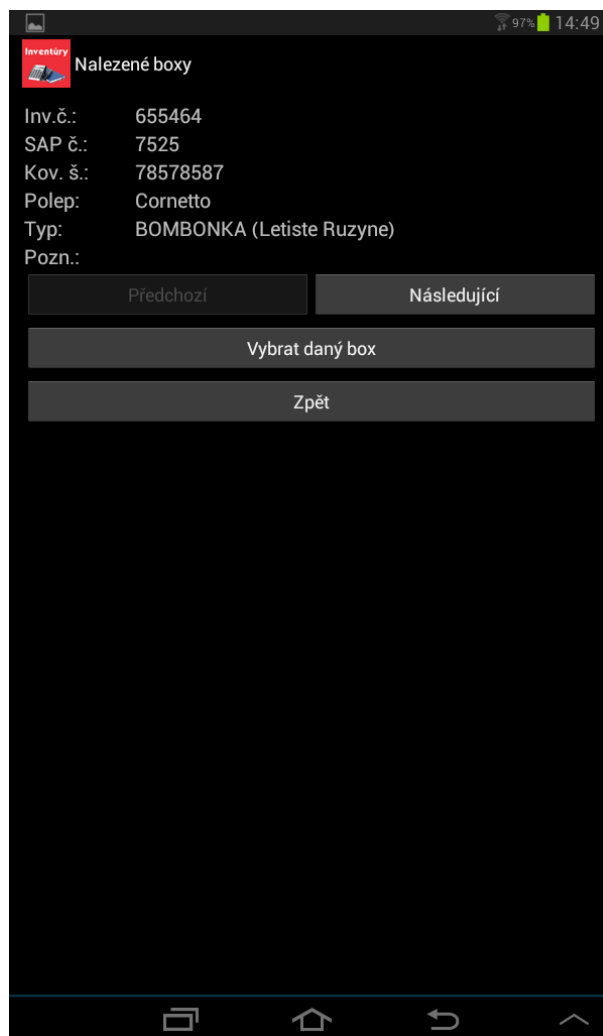 97% 14:49
Inventúry
Nalezené boxy
Inv.č.: 655464
SAP č.: 7525
Kov. š.: 78578587
Polep: Cornetto
Typ: BOMBONKA (Letiste Ruzyne)
Pozn.:
Předchozí Následující
Vybrat daný box
Zpět